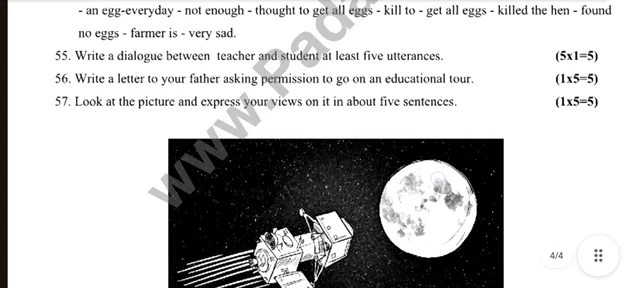 - an egg-everyday - not enough - thought to get all eggs - kill to - get all eggs - killed the hen - found
no eggs - farmer is - very sad.
55. Write a dialogue between teacher and student at least five utterances. (5x1=5)
56. Write a letter to your father asking permission to go on an educational tour. (1x5=5)
57. Look at the picture and express your views on it in about five sentences. (1x5=5)
www.Pada
4/4